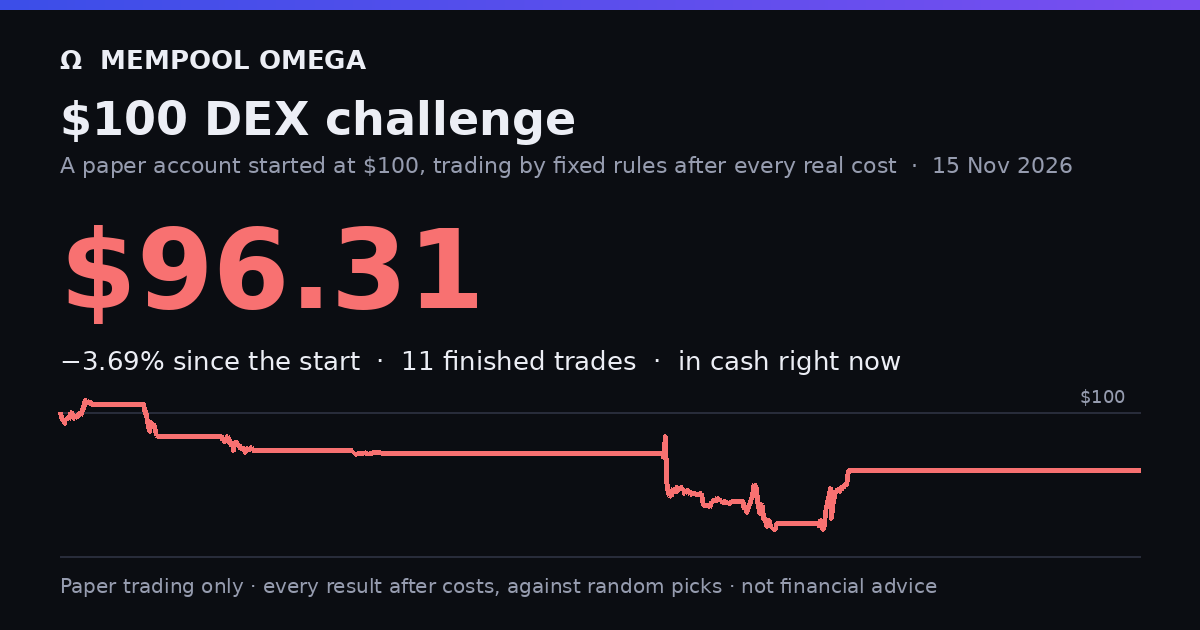 Ω MEMPOOL OMEGA
$100 DEX challenge
A paper account started at $100, trading by fixed rules after every real cost · 15 Nov 2026
$96.31
−3.69% since the start · 11 finished trades · in cash right now
$100
Paper trading only · every result after costs, against random picks · not financial advice